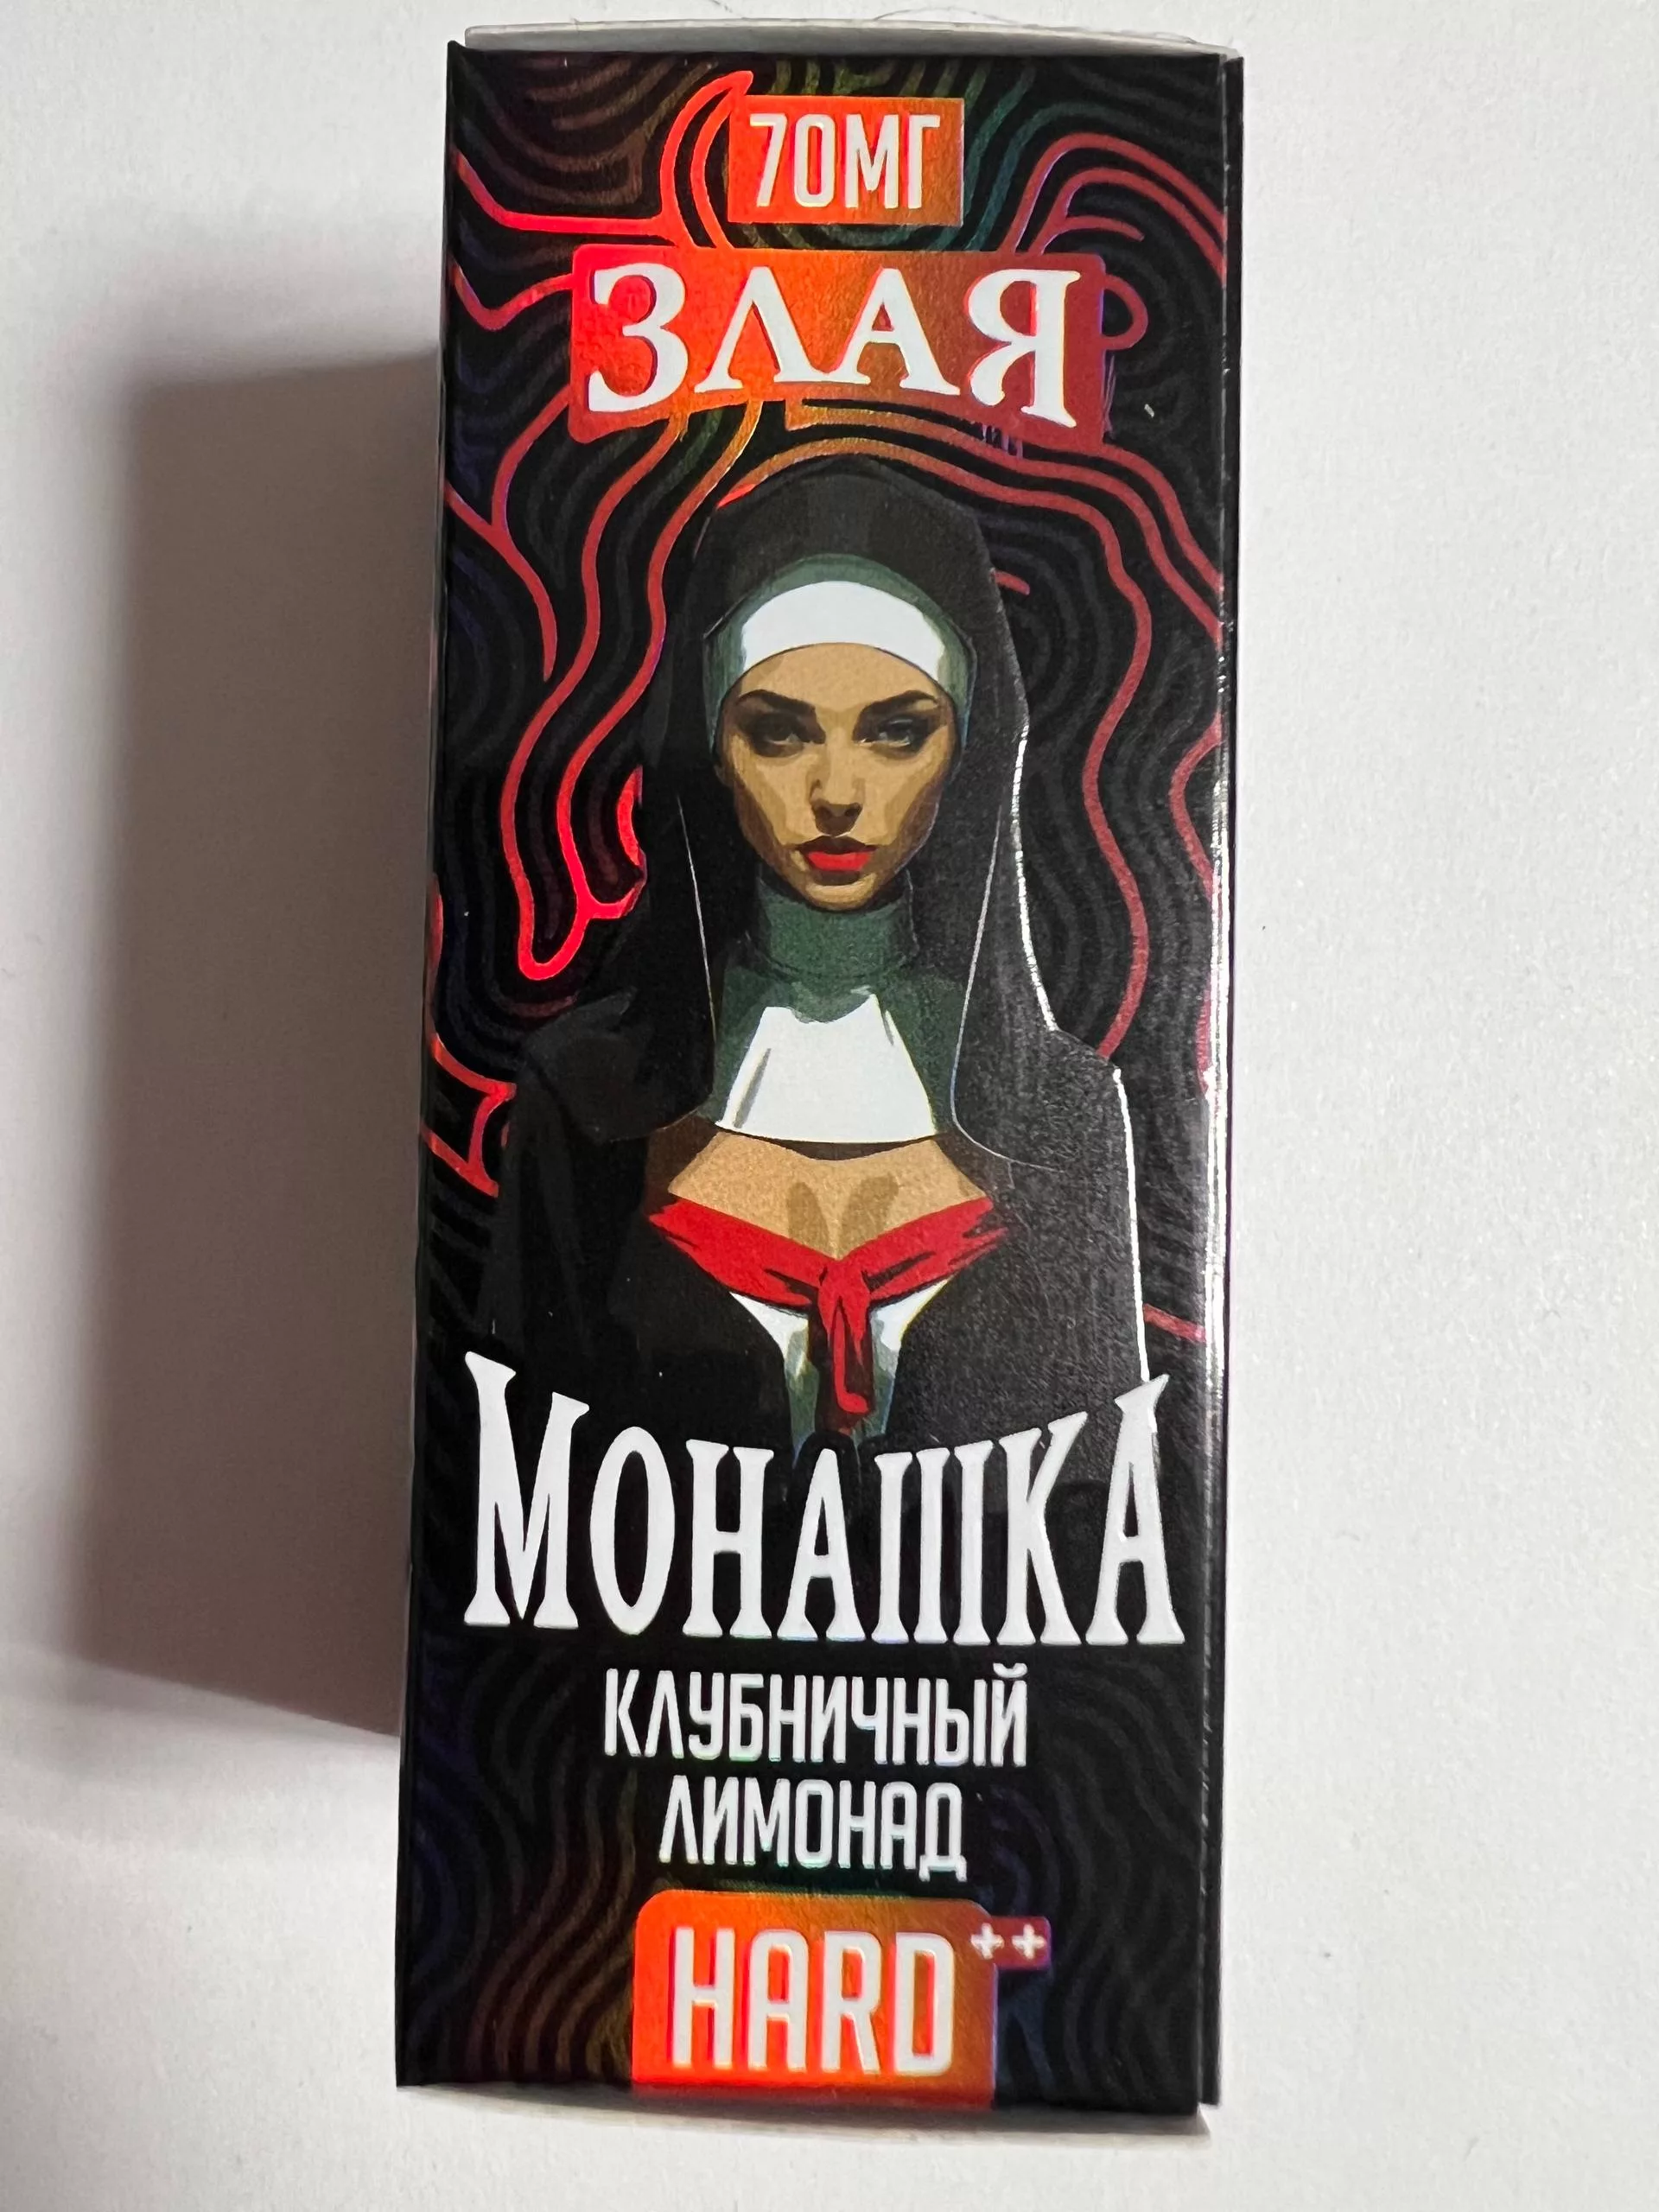 70МГ
ЗЛАЯ
МОНАШКА
КЛУБНИЧНЫЙ
ЛИМОНАД
HARD++